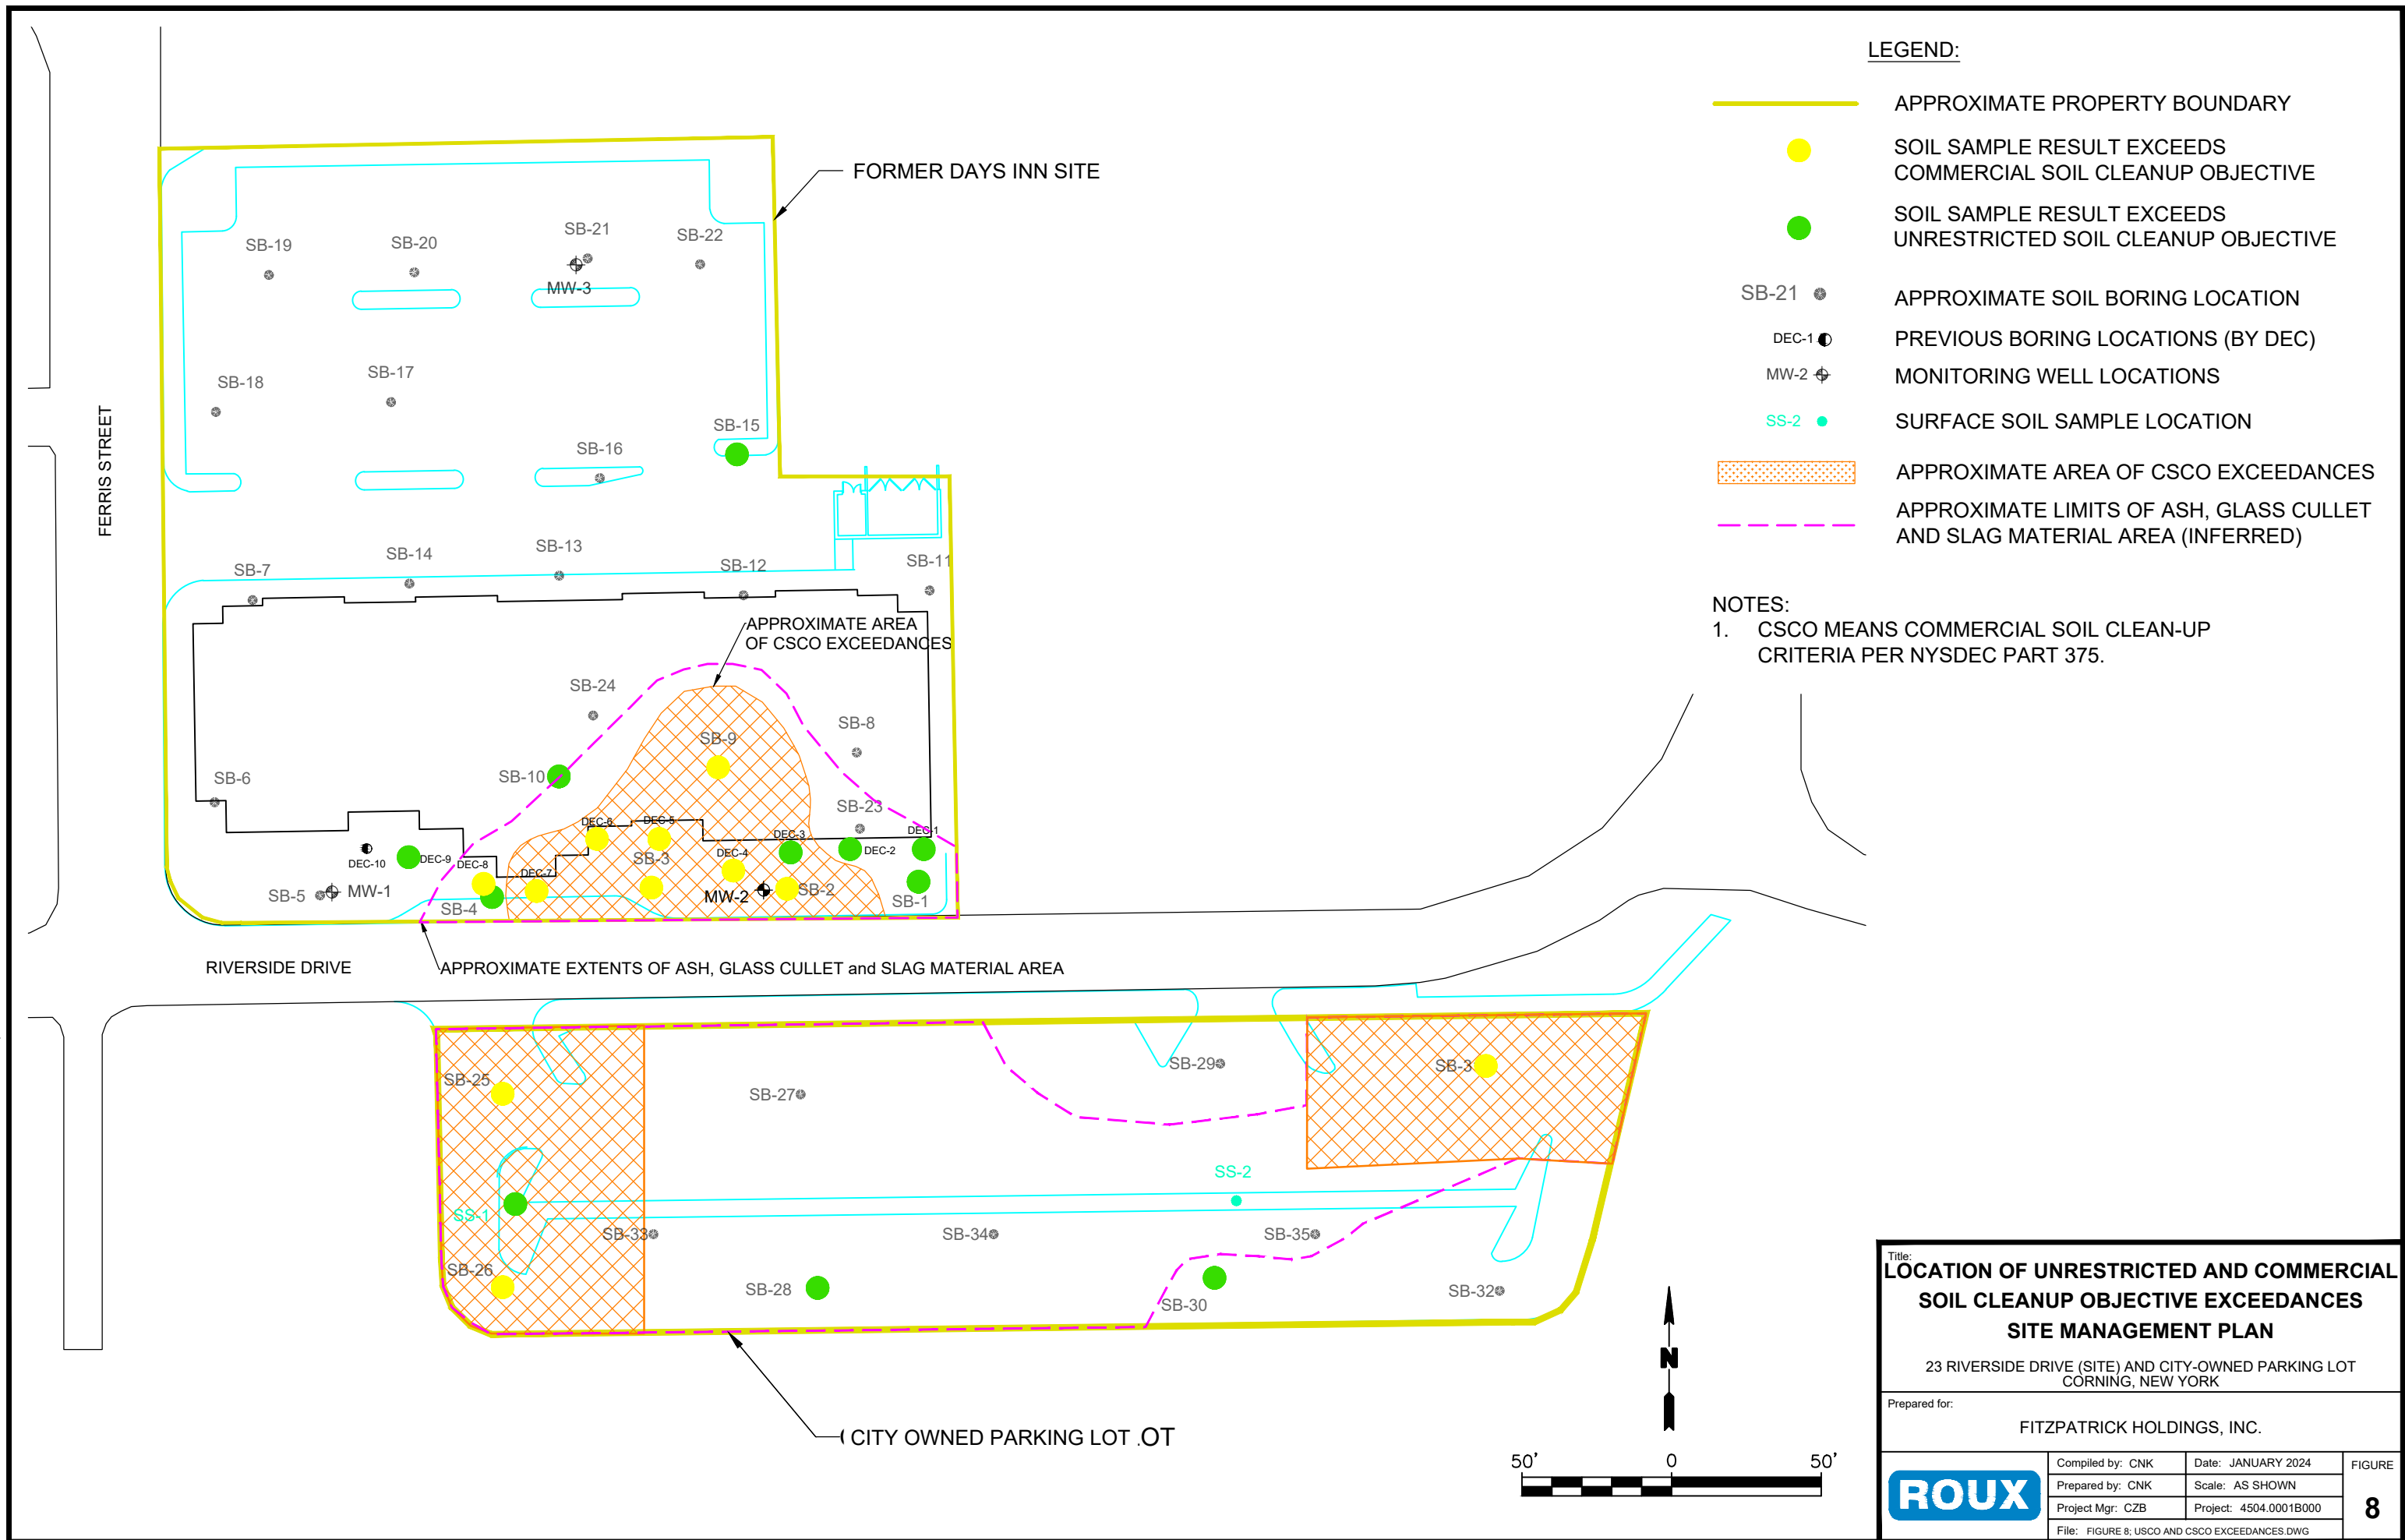 LEGEND:
APPROXIMATE PROPERTY BOUNDARY
SOIL SAMPLE RESULT EXCEEDS
COMMERCIAL SOIL CLEANUP OBJECTIVE
SOIL SAMPLE RESULT EXCEEDS
UNRESTRICTED SOIL CLEANUP OBJECTIVE
SB-21
APPROXIMATE SOIL BORING LOCATION
DEC-1
PREVIOUS BORING LOCATIONS (BY DEC)
MW-2
MONITORING WELL LOCATIONS
SS-2
SURFACE SOIL SAMPLE LOCATION
APPROXIMATE AREA OF CSCO EXCEEDANCES
APPROXIMATE LIMITS OF ASH, GLASS CULLET
AND SLAG MATERIAL AREA (INFERRED)
NOTES:
1. CSCO MEANS COMMERCIAL SOIL CLEAN-UP
CRITERIA PER NYSDEC PART 375.
FORMER DAYS INN SITE
FERRIS STREET
SB-19
SB-20
SB-21
SB-22
MW-3
SB-18
SB-17
SB-15
SB-16
SB-7
SB-14
SB-13
SB-12
SB-11
APPROXIMATE AREA
OF CSCO EXCEEDANCES
SB-24
SB-8
SB-9
SB-6
SB-10
SB-23
DEC-6
DEC-5
DEC-3
DEC-1
DEC-10
DEC-9
DEC-8
DEC-7
SB-3
DEC-4
DEC-2
SB-5
MW-1
SB-4
MW-2
SB-2
SB-1
RIVERSIDE DRIVE
APPROXIMATE EXTENTS OF ASH, GLASS CULLET and SLAG MATERIAL AREA
SB-25
SB-27
SB-29
SB-3
SS-1
SS-2
SB-33
SB-34
SB-35
SB-26
SB-28
SB-30
SB-32
CITY OWNED PARKING LOT .OT
N
50' 0 50'
Title:
LOCATION OF UNRESTRICTED AND COMMERCIAL
SOIL CLEANUP OBJECTIVE EXCEEDANCES
SITE MANAGEMENT PLAN
23 RIVERSIDE DRIVE (SITE) AND CITY-OWNED PARKING LOT
CORNING, NEW YORK
Prepared for:
FITZPATRICK HOLDINGS, INC.
ROUX
Compiled by: CNK
Date: JANUARY 2024
FIGURE
Prepared by: CNK
Scale: AS SHOWN
8
Project Mgr: CZB
Project: 4504.0001B000
File: FIGURE 8; USCO AND CSCO EXCEEDANCES.DWG